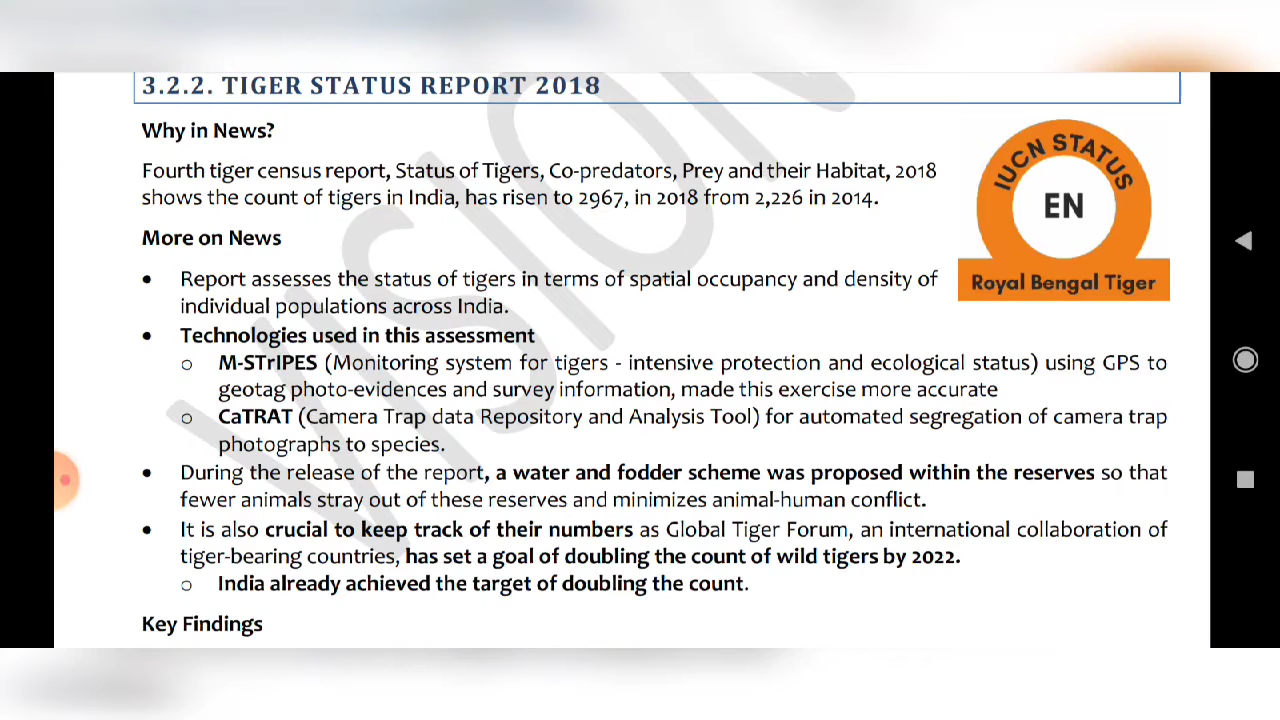 3.2.2. TIGER STATUS REPORT 2018
Why in News?
Fourth tiger census report, Status of Tigers, Co-predators, Prey and their Habitat, 2018
shows the count of tigers in India, has risen to 2967, in 2018 from 2,226 in 2014.
IUCN STATUS
EN
Royal Bengal Tiger
More on News
• Report assesses the status of tigers in terms of spatial occupancy and density of
individual populations across India.
• Technologies used in this assessment
o M-STrIPES (Monitoring system for tigers - intensive protection and ecological status) using GPS to
geotag photo-evidences and survey information, made this exercise more accurate
o CaTRAT (Camera Trap data Repository and Analysis Tool) for automated segregation of camera trap
photographs to species.
• During the release of the report, a water and fodder scheme was proposed within the reserves so that
fewer animals stray out of these reserves and minimizes animal-human conflict.
• It is also crucial to keep track of their numbers as Global Tiger Forum, an international collaboration of
tiger-bearing countries, has set a goal of doubling the count of wild tigers by 2022.
o India already achieved the target of doubling the count.
Key Findings
VISION